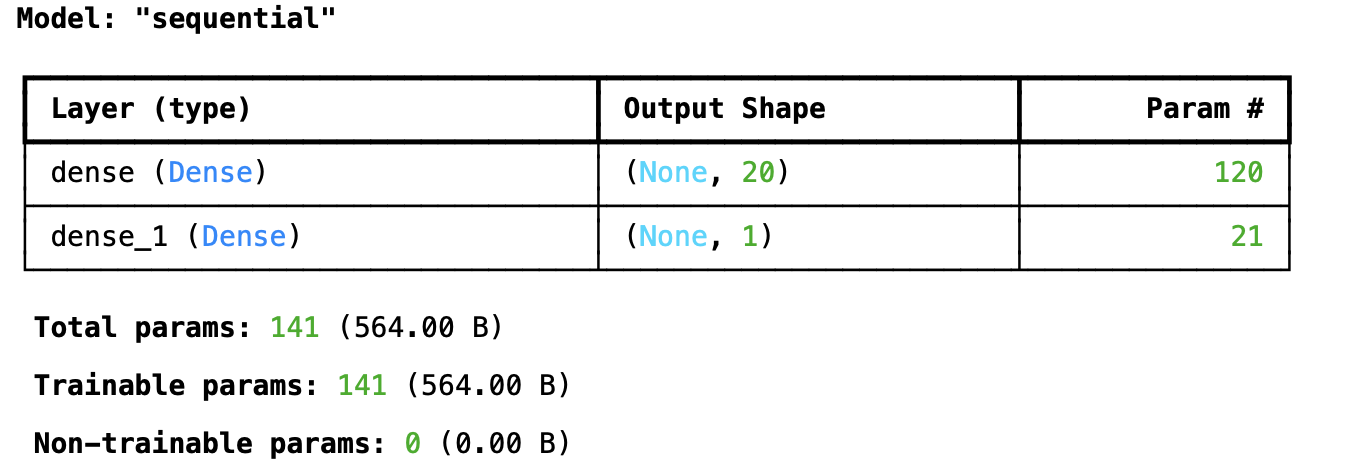 Model: "sequential"
Layer (type) Output Shape Param #
dense (Dense) (None, 20) 120
dense_1 (Dense) (None, 1) 21
Total params: 141 (564.00 B)
Trainable params: 141 (564.00 B)
Non-trainable params: 0 (0.00 B)